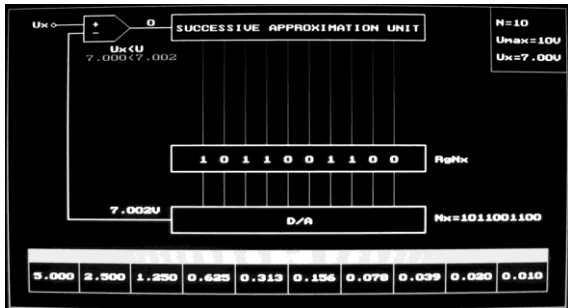 Ux
+
−
0
SUCCESSIVE APPROXIMATION UNIT
N=10
Umax=10V
Ux=7.00V
Ux<U
7.000<7.002
1 0 1 1 0 0 1 1 0 0
RgNx
7.002V
D/A
Nx=1011001100
5.000 2.500 1.250 0.625 0.313 0.156 0.078 0.039 0.020 0.010